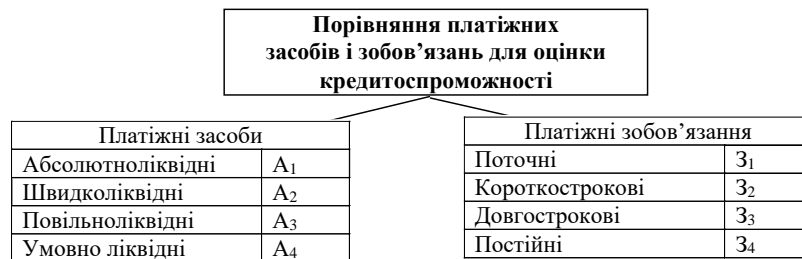 Порівняння платіжних
засобів і зобов’язань для оцінки
кредитоспроможності
Платіжні засоби
Абсолютноліквідні А₁
Швидколіквідні А₂
Повільноліквідні А₃
Умовно ліквідні А₄
Платіжні зобов’язання
Поточні З₁
Короткострокові З₂
Довгострокові З₃
Постійні З₄